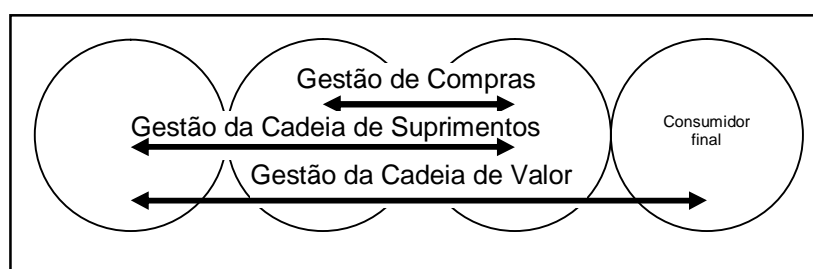 Gestão de Compras
Gestão da Cadeia de Suprimentos
Consumidor
final
Gestão da Cadeia de Valor